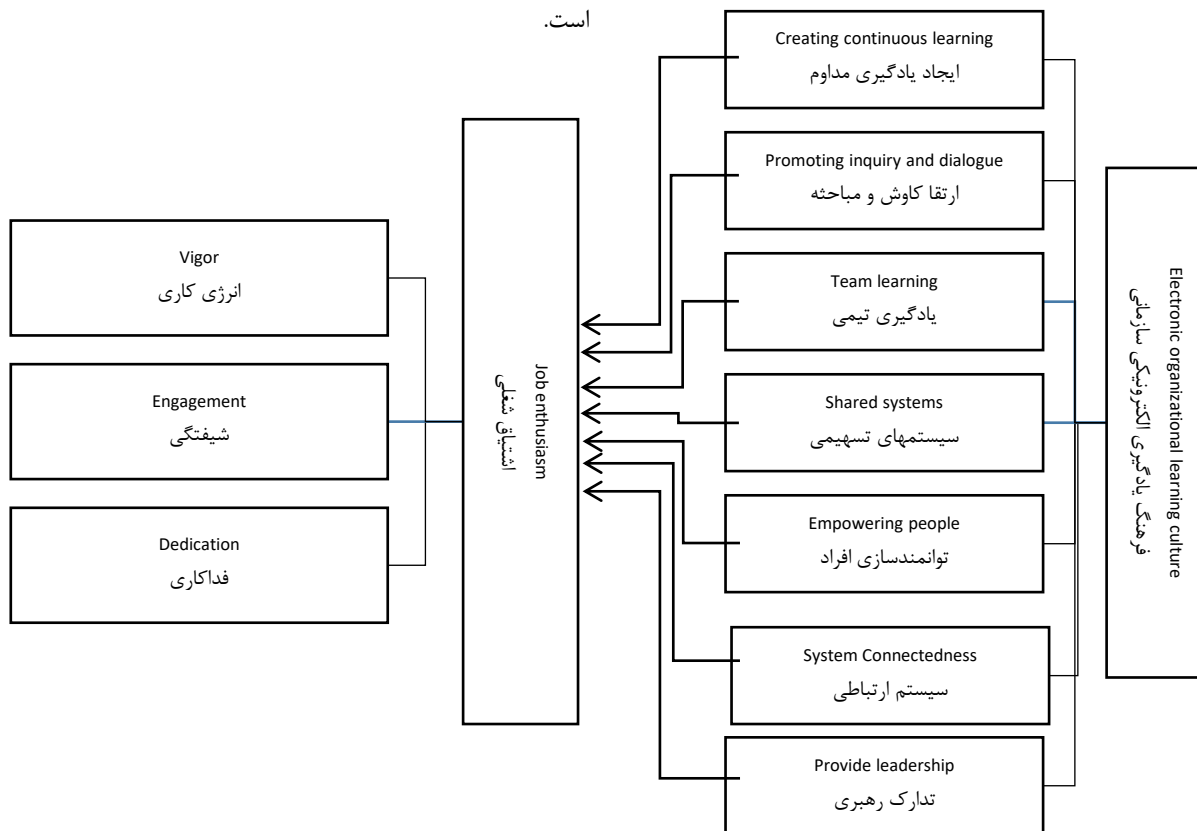 است.
Electronic organizational learning culture
فرهنگ یادگیری الکترونیکی سازمانی
Creating continuous learning
ایجاد یادگیری مداوم
Promoting inquiry and dialogue
ارتقا کاوش و مباحثه
Team learning
یادگیری تیمی
Shared systems
سیستمهای تسهیمی
Empowering people
توانمندسازی افراد
System Connectedness
سیستم ارتباطی
Provide leadership
تدارک رهبری
Job enthusiasm
اشتیاق شغلی
Vigor
انرژی کاری
Engagement
شیفتگی
Dedication
فداکاری